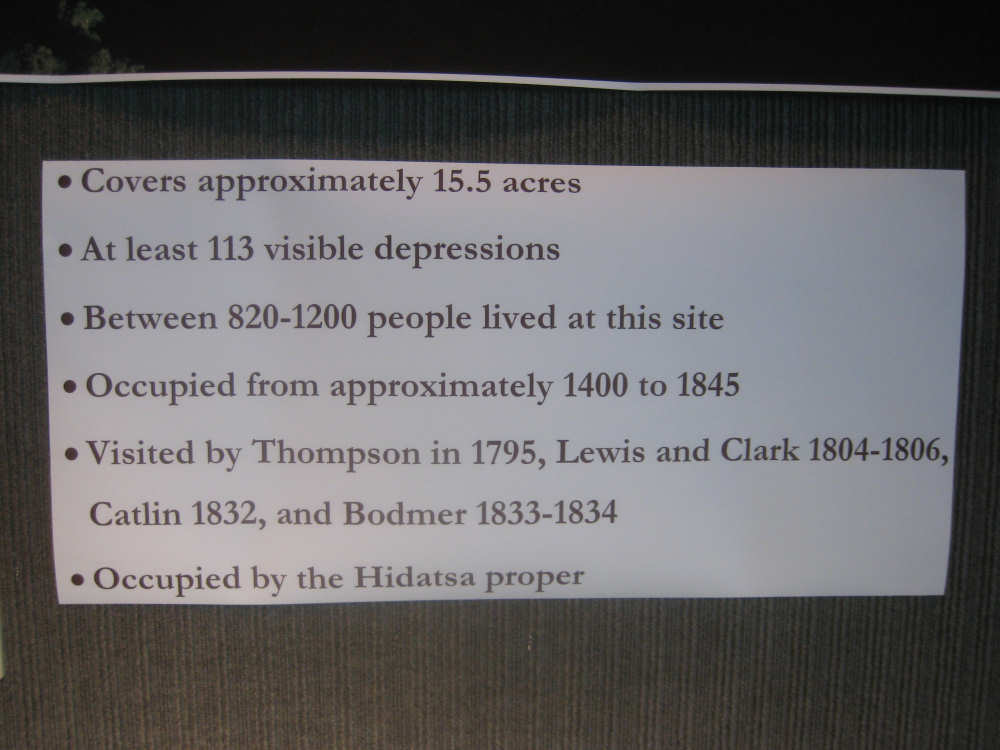 • Covers approximately 15.5 acres
• At least 113 visible depressions
• Between 820-1200 people lived at this site
• Occupied from approximately 1400 to 1845
• Visited by Thompson in 1795, Lewis and Clark 1804-1806,
Catlin 1832, and Bodmer 1833-1834
• Occupied by the Hidatsa proper